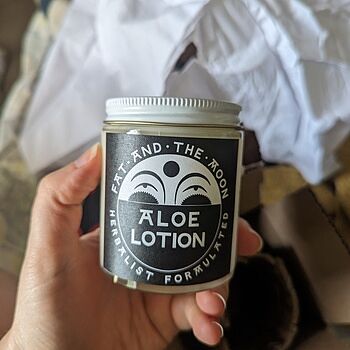 FAT · AND · THE · MOON
ALOE
LOTION
HERBALIST FORMULATED